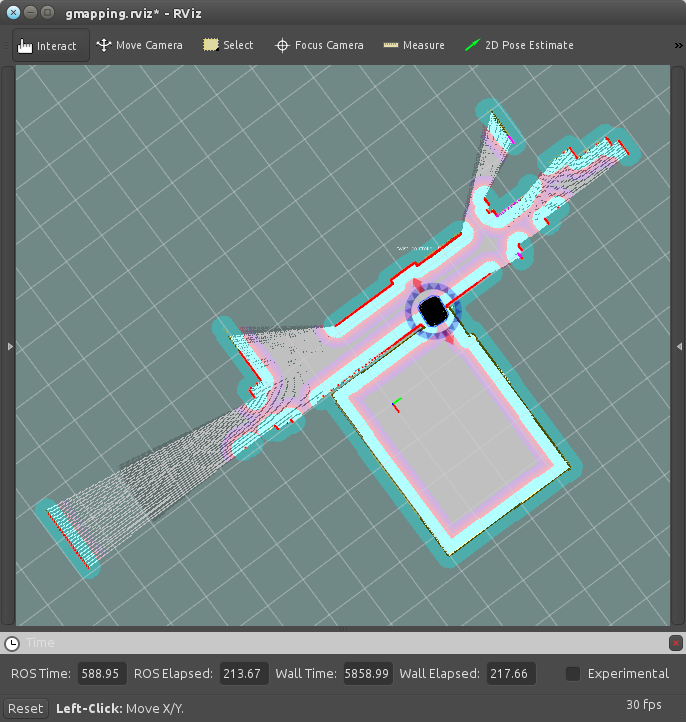 gmapping.rviz* - RViz
Interact Move Camera Select Focus Camera Measure 2D Pose Estimate »
Time
ROS Time: 588.95 ROS Elapsed: 213.67 Wall Time: 5858.99 Wall Elapsed: 217.66 Experimental
Reset Left-Click: Move X/Y. 30 fps